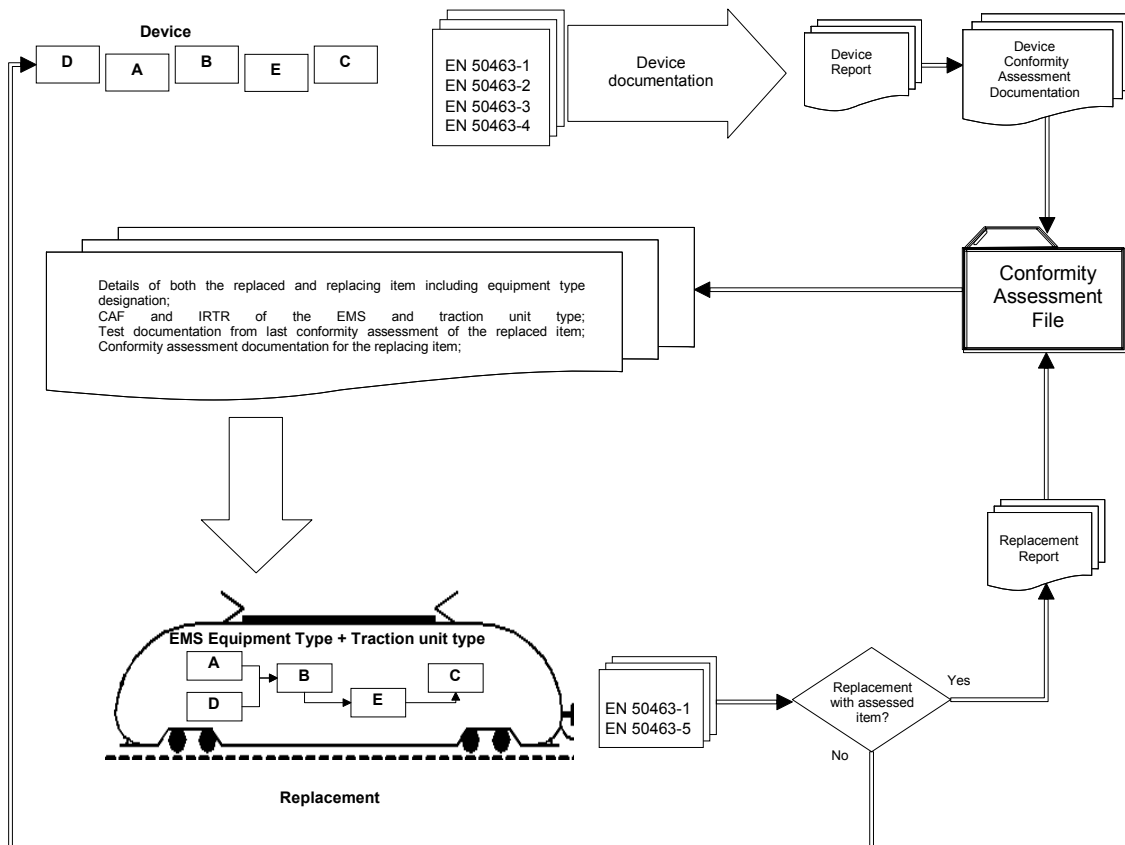 Device
D
A
B
E
C
EN 50463-1
EN 50463-2
EN 50463-3
EN 50463-4
Device
documentation
Device
Report
Device
Conformity
Assessment
Documentation
Details of both the replaced and replacing item including equipment type
designation;
CAF and IRTR of the EMS and traction unit type;
Test documentation from last conformity assessment of the replaced item;
Conformity assessment documentation for the replacing item;
Conformity
Assessment
File
Replacement
Report
EMS Equipment Type + Traction unit type
A
B
C
D
E
EN 50463-1
EN 50463-5
Replacement
with assessed
item?
Yes
No
Replacement